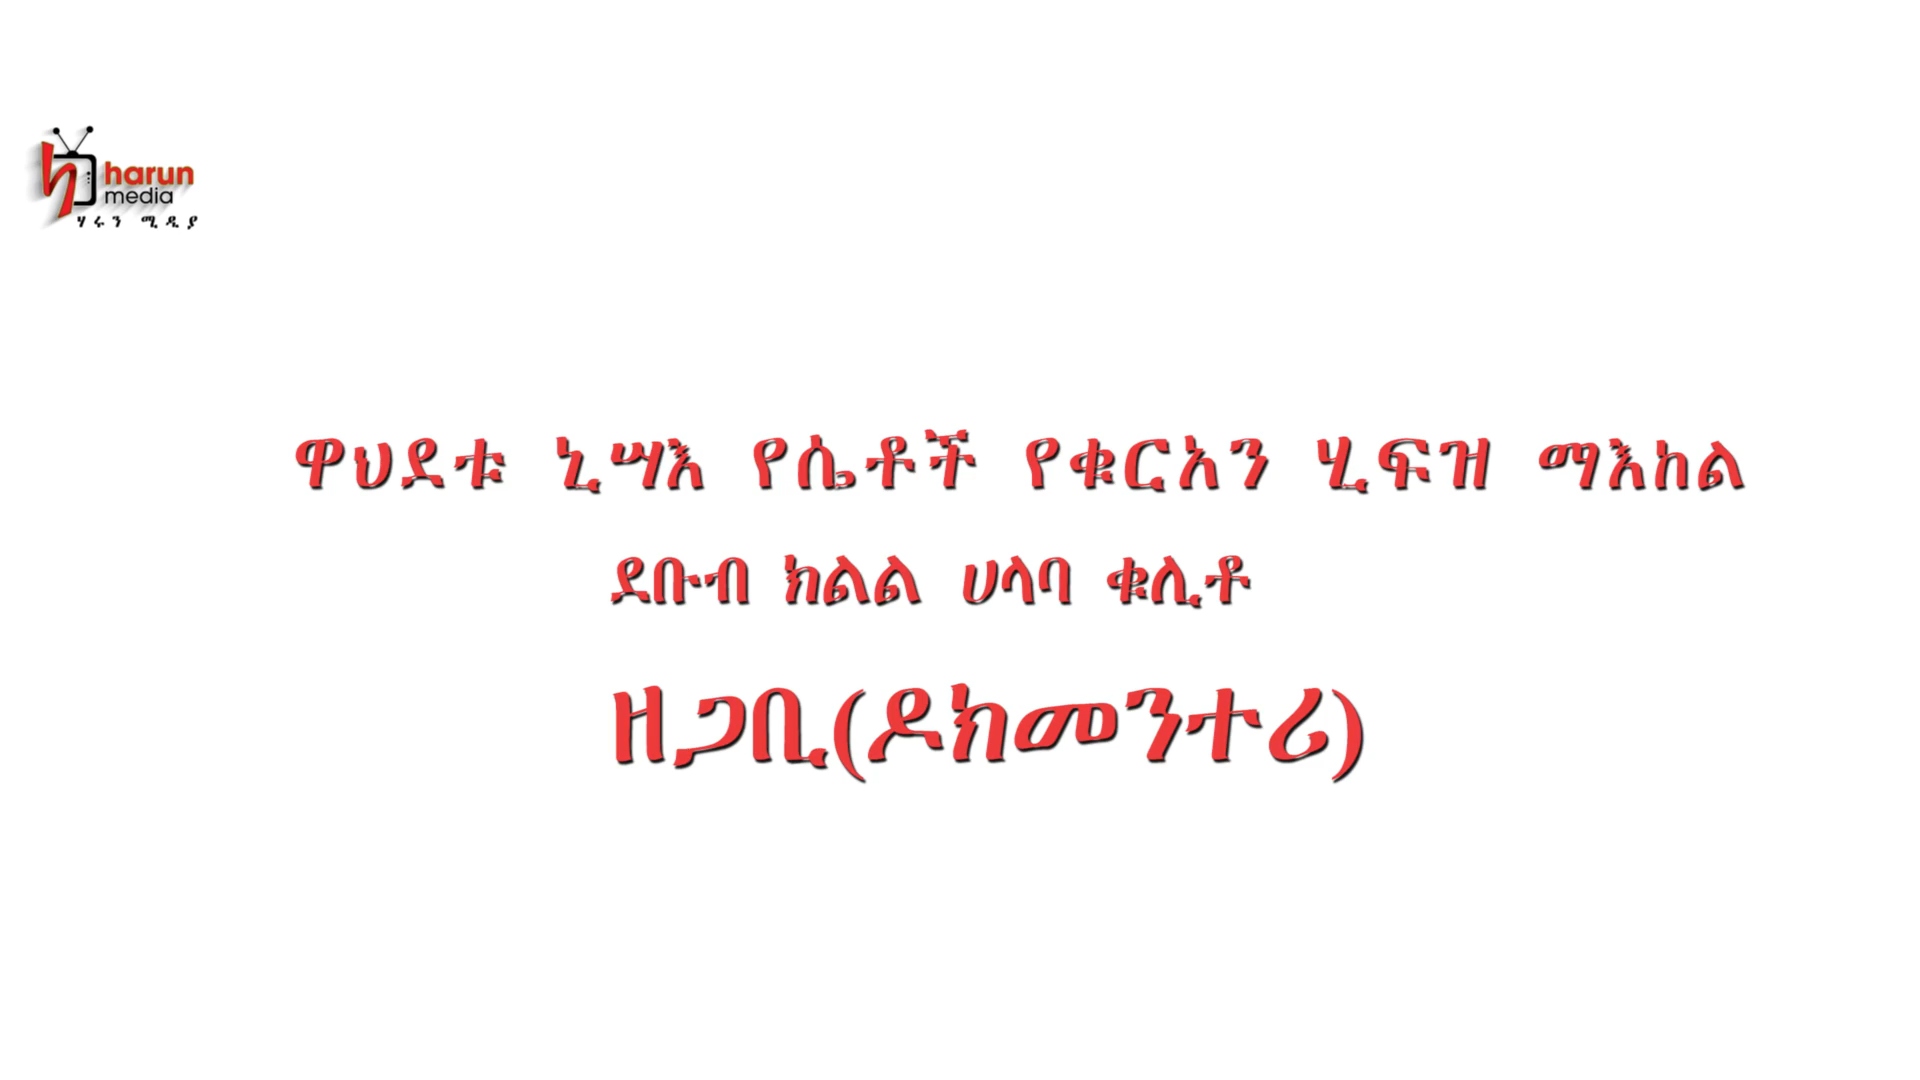 harun
media
ሃሩን ሚዲያ
ዋህደቱ ኒሣእ የሴቶች የቁርአን ሂፍዝ ማእከል
ደቡብ ክልል ሀላባ ቁሊቶ
ዘጋቢ(ዶክመንተሪ)